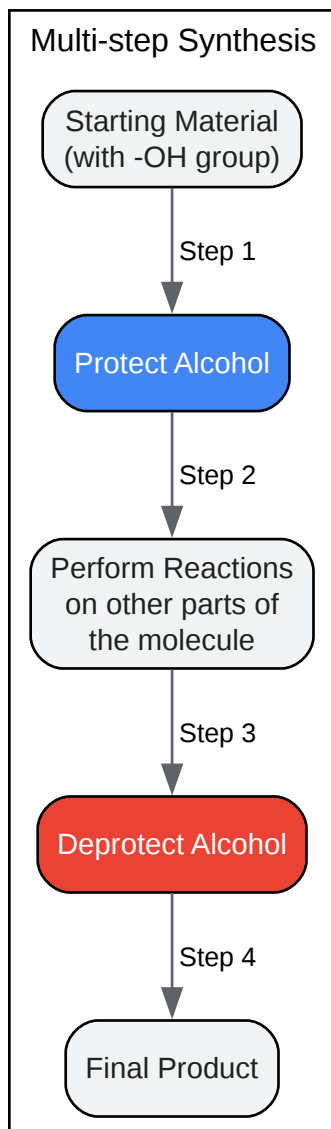 Multi-step Synthesis
Starting Material
(with -OH group)
Step 1
Protect Alcohol
Step 2
Perform Reactions
on other parts of
the molecule
Step 3
Deprotect Alcohol
Step 4
Final Product